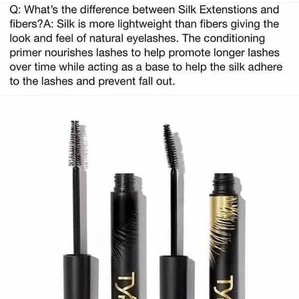 Q: What's the difference between Silk Extenstions and
fibers?A: Silk is more lightweight than fibers giving the
look and feel of natural eyelashes. The conditioning
primer nourishes lashes to help promote longer lashes
over time while acting as a base to help the silk adhere
to the lashes and prevent fall out.
TY
TY